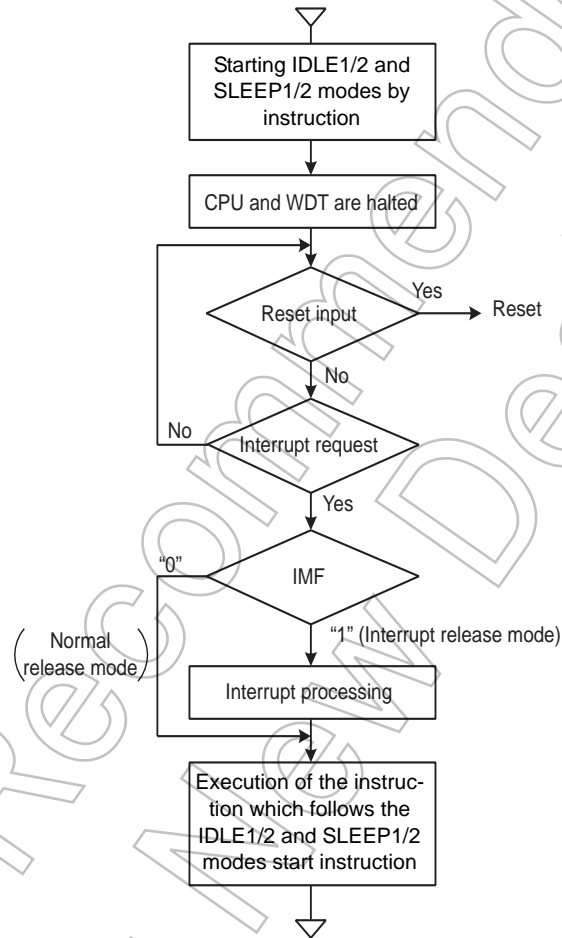 Starting IDLE1/2 and
SLEEP1/2 modes by
instruction
CPU and WDT are halted
Reset input
Yes
Reset
No
No
Interrupt request
Yes
"0"
IMF
Normal
release mode
"1" (Interrupt release mode)
Interrupt processing
Execution of the instruc-
tion which follows the
IDLE1/2 and SLEEP1/2
modes start instruction